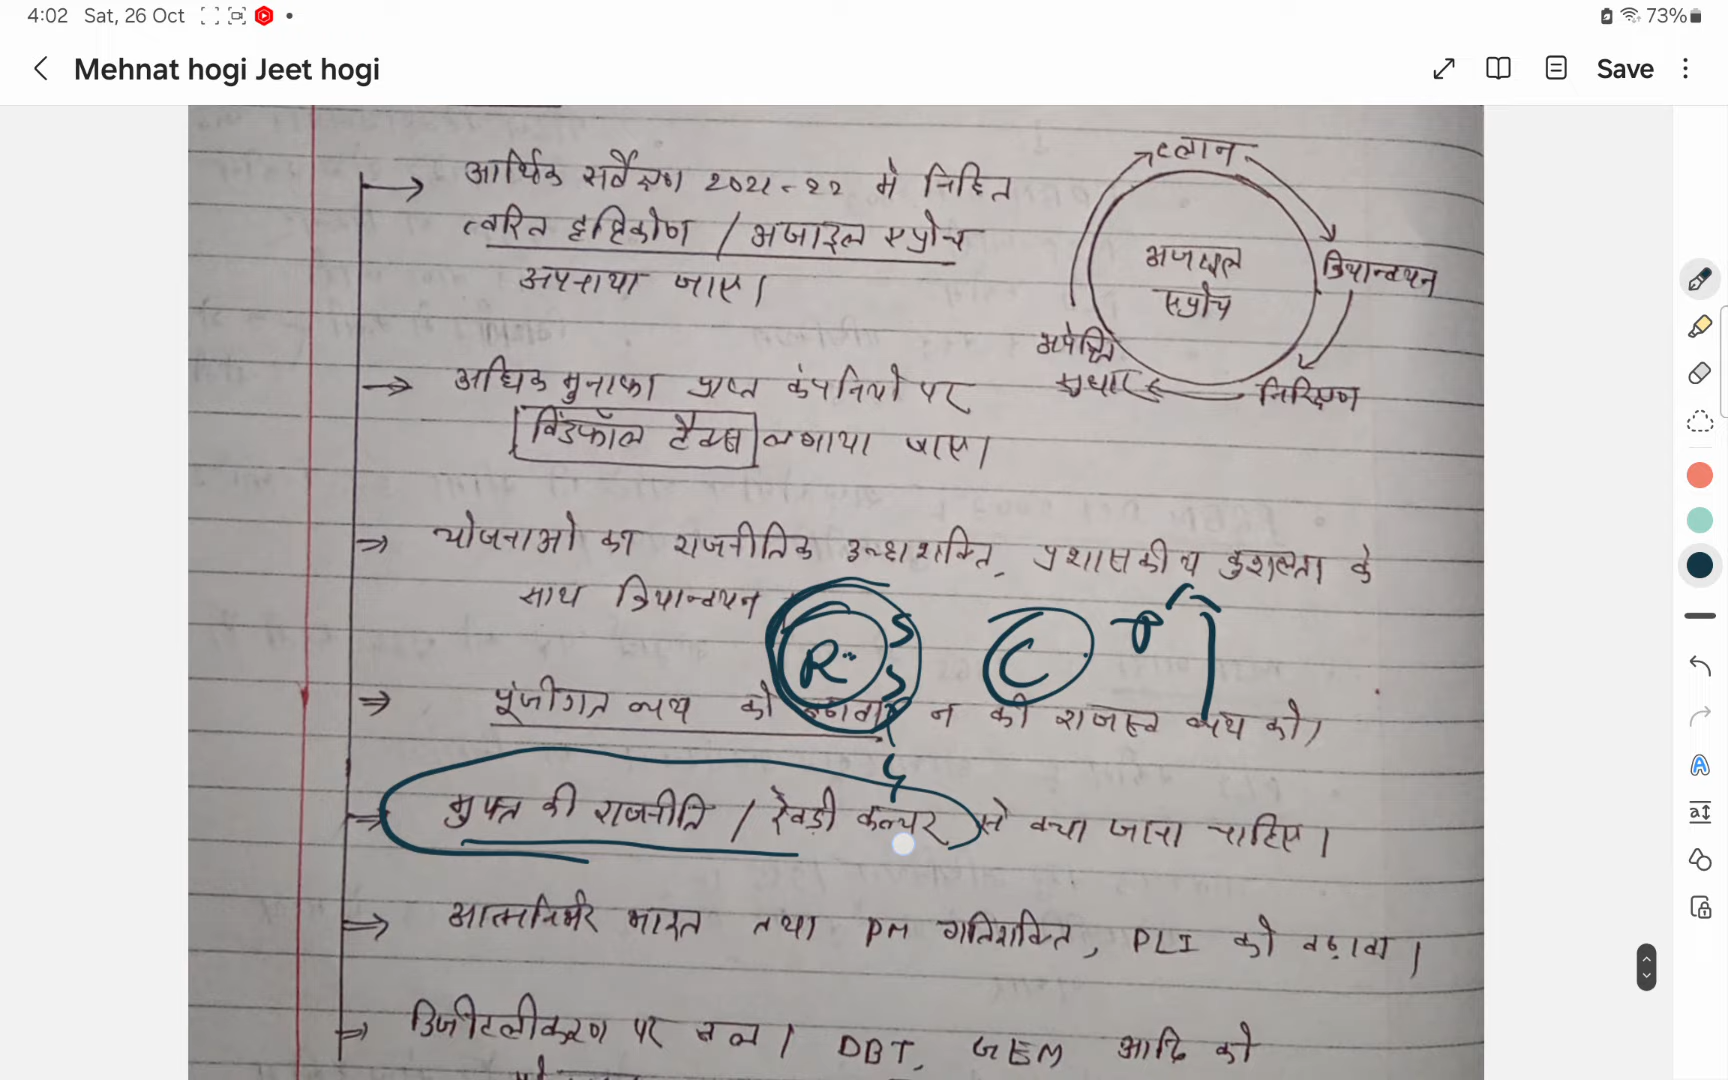 4:02 Sat, 26 Oct
73%
Mehnat hogi Jeet hogi
Save
आर्थिक सर्वेक्षण 2021-22 मे निहित
त्वरित दृष्टिकोण / अजाइल एप्रोच
अपनाया जाए।
प्लान
अजाइल
एप्रोच
क्रियान्वयन
निरिक्षण
अपेक्षित
सुधार
अधिक मुनाफा प्राप्त कंपनियो पर
विंडफॉल टैक्स लगाया जाए।
योजनाओ का राजनीतिक इच्छाशक्ति, प्रशासकीय कुशलता के
साथ क्रियान्वयन
R C
पूंजीगत व्यय को बढावा न की राजस्व व्यय को।
मुफ्त की राजनीति / रेवड़ी कल्चर से बचा जाना चाहिए।
आत्मनिर्भर भारत तथा PM गतिशक्ति, PLI को बढ़ावा।
डिजीटलीकरण पर बल। DBT, जEM आदि को